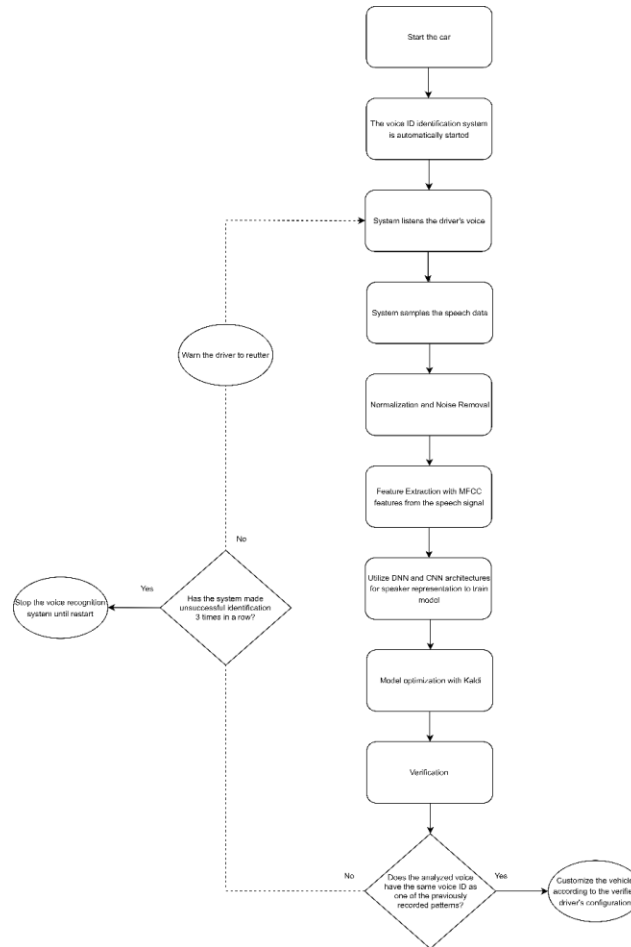 Start the car
The voice ID identification system
is automatically started
System listens the driver's voice
System samples the speech data
Warn the driver to reutter
Normalization and Noise Removal
Feature Extraction with MFCC
features from the speech signal
No
Yes
Has the system made
unsuccessful identification
3 times in a row?
Stop the voice recognition
system until restart
Utilize DNN and CNN architectures
for speaker representation to train
model
Model optimization with Kaldi
Verification
No
Does the analyzed voice
have the same voice ID as
one of the previously
recorded patterns?
Yes
Customize the vehicle
according to the verifie
driver's configuration